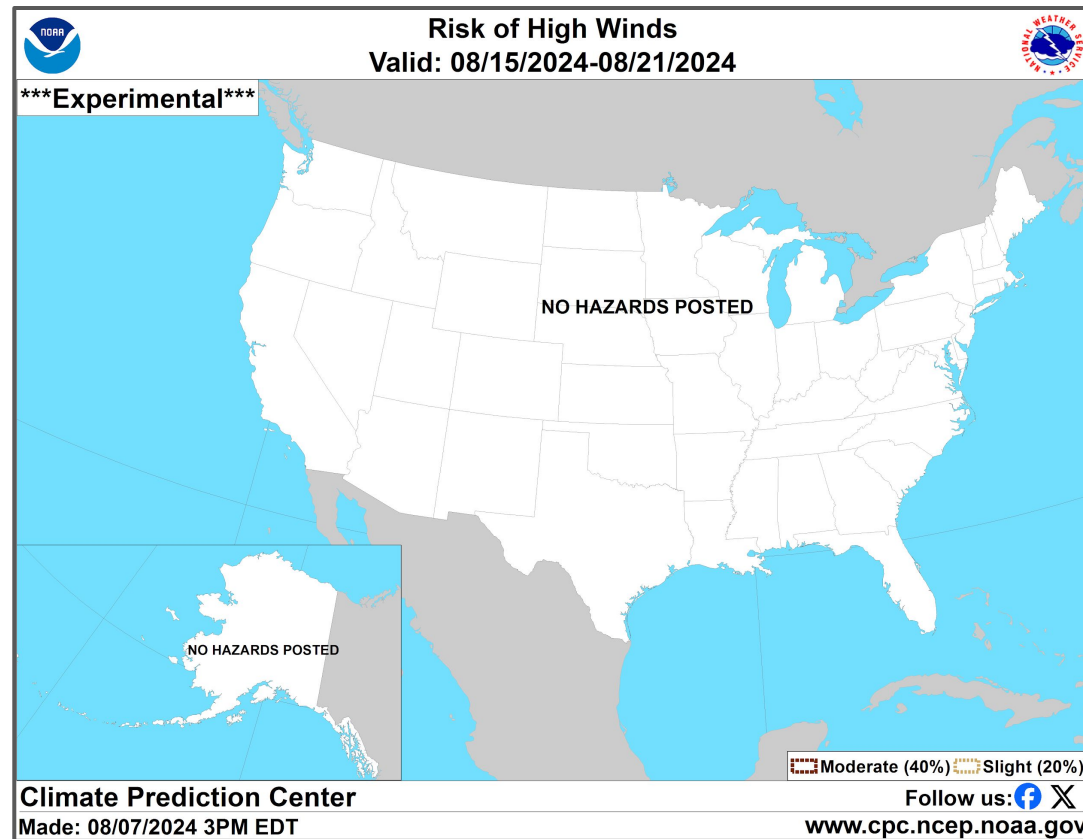 NOAA
Risk of High Winds
Valid: 08/15/2024-08/21/2024
NATIONAL WEATHER SERVICE
***Experimental***
NO HAZARDS POSTED
NO HAZARDS POSTED
Moderate (40%) Slight (20%)
Climate Prediction Center
Follow us:
Made: 08/07/2024 3PM EDT
www.cpc.ncep.noaa.gov